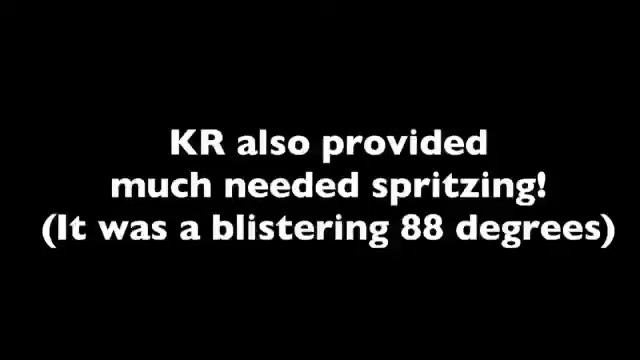 KR also provided
much needed spritzing!
(It was a blistering 88 degrees)